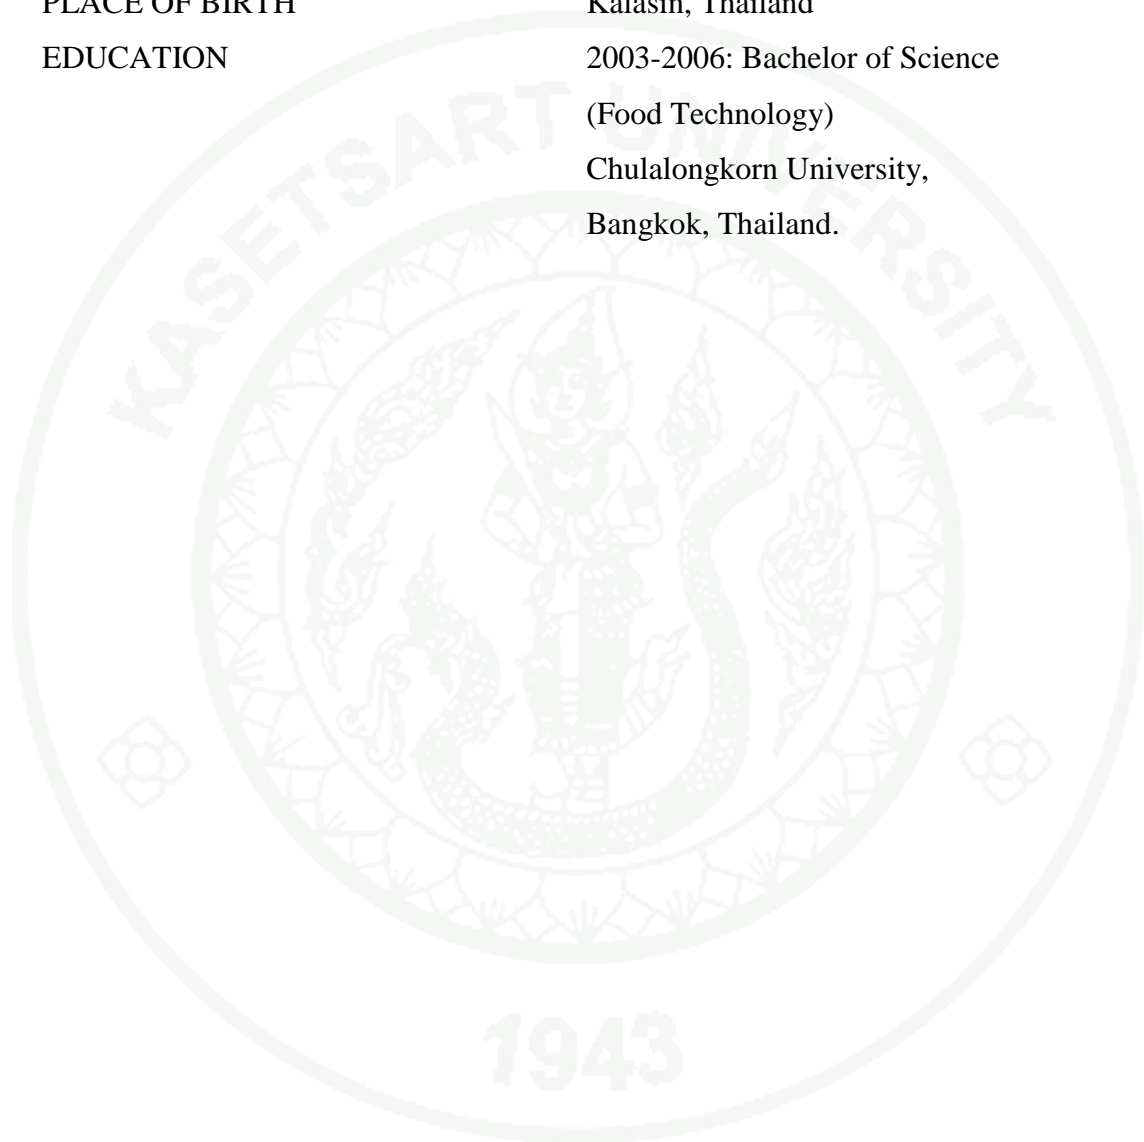 PLACE OF BIRTH Kalasin, Thailand
EDUCATION 2003-2006: Bachelor of Science
(Food Technology)
Chulalongkorn University,
Bangkok, Thailand.
KASETSART UNIVERSITY
1943